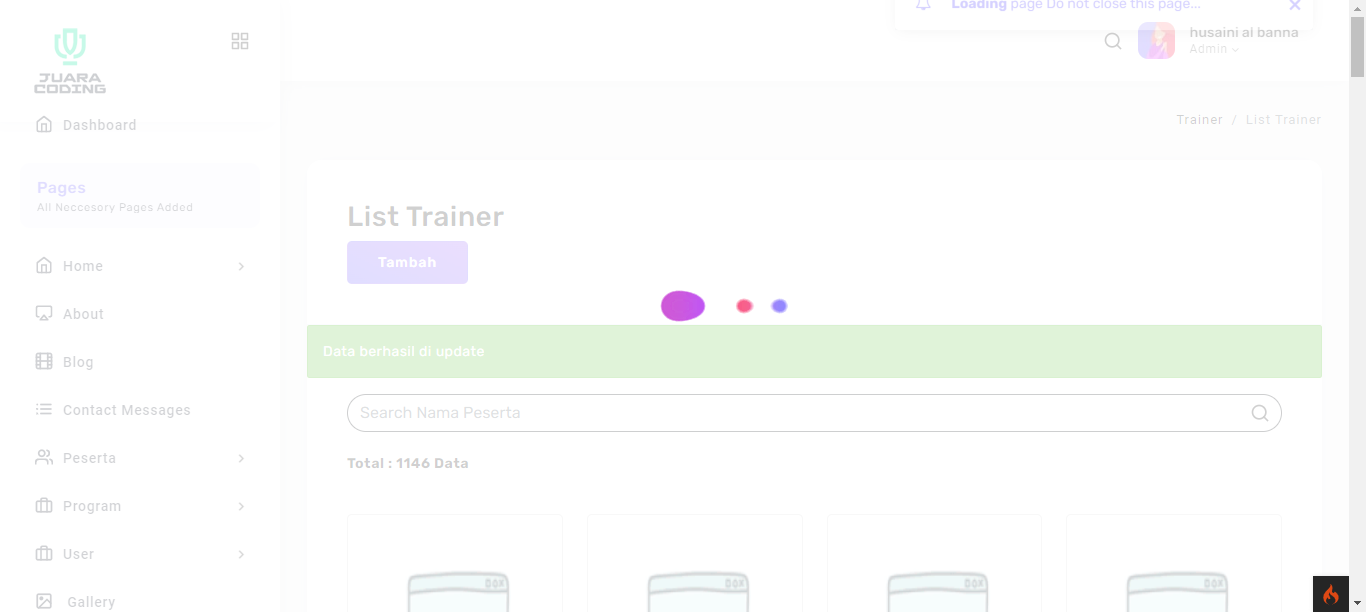 Loading page Do not close this page...
husaini al banna
Admin
JUARA
CODING
Dashboard
Trainer / List Trainer
Pages
All Neccesory Pages Added
List Trainer
Tambah
Home
About
Data berhasil di update
Blog
Search Nama Peserta
Contact Messages
Total : 1146 Data
Peserta
Program
User
Gallery